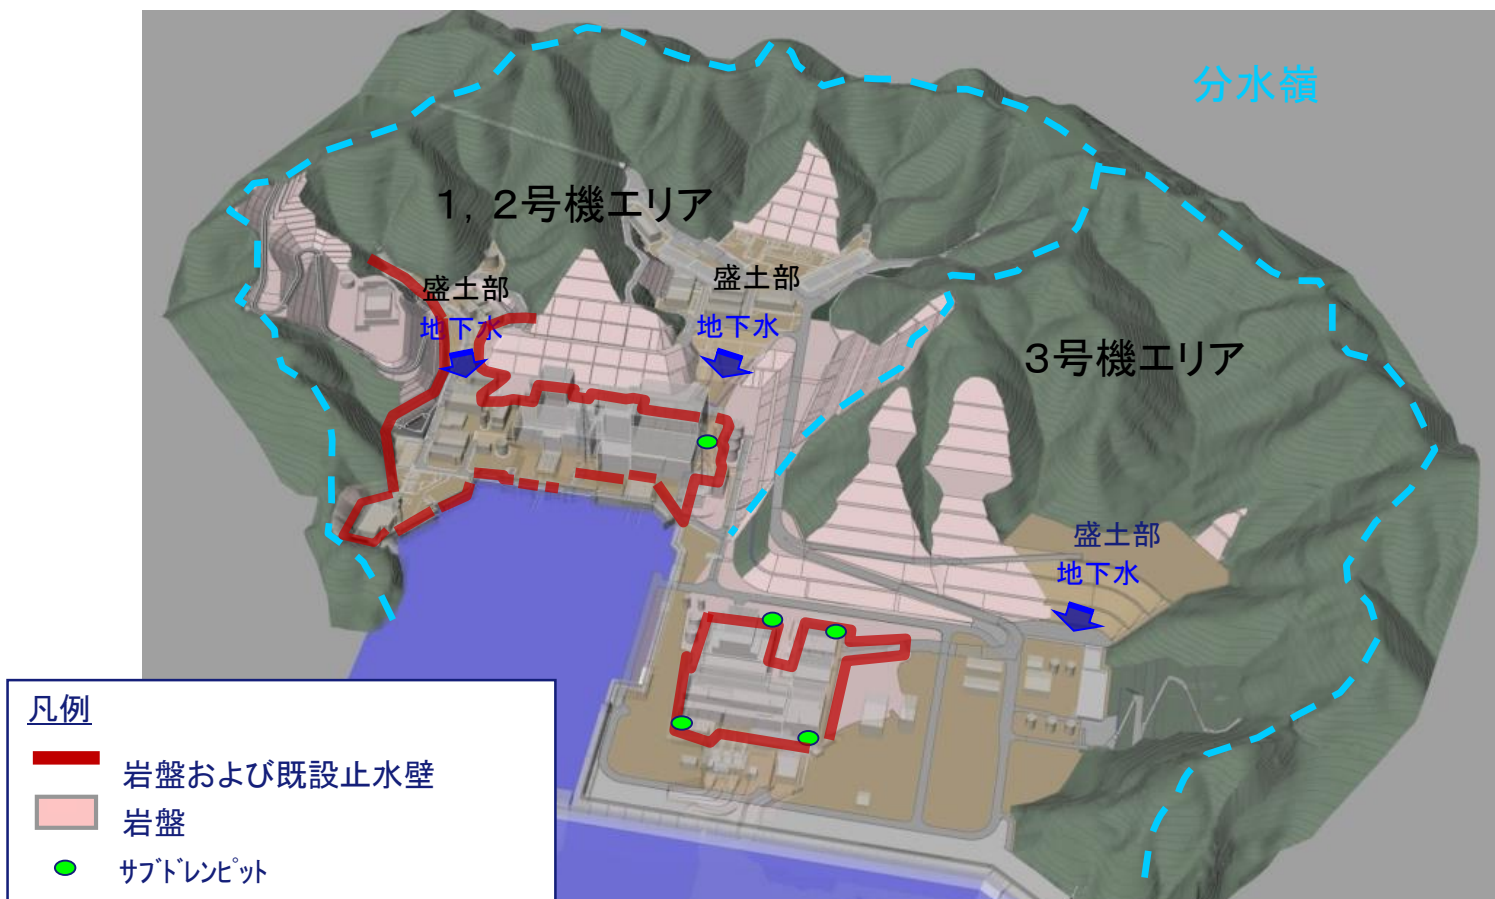 分水嶺
1，2号機エリア
盛土部
地下水
盛土部
地下水
3号機エリア
盛土部
地下水
凡例
岩盤および既設止水壁
岩盤
ｻﾌﾞﾄﾞﾚﾝﾋﾟｯﾄ